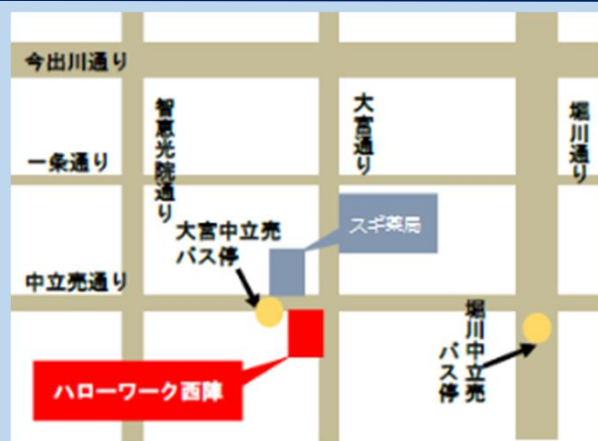 今出川通り
智恵光院通り
大宮通り
堀川通り
一条通り
スギ薬局
大宮中立売
バス停
中立売通り
堀川中立売
バス停
ハローワーク西陣